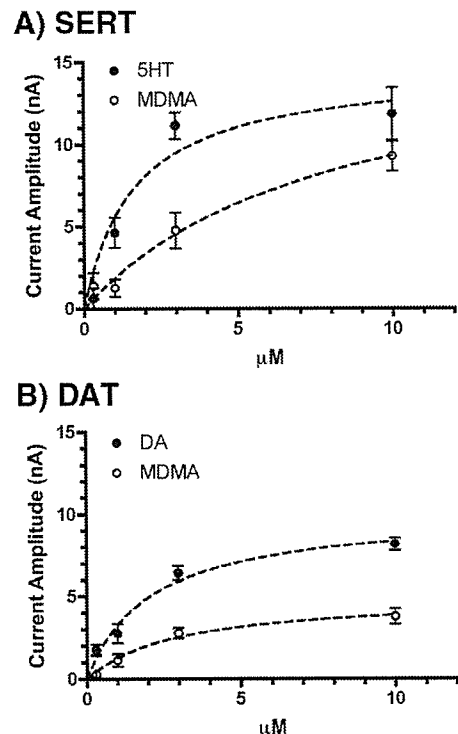 A) SERT
15
10
5
0
Current Amplitude (nA)
5HT
MDMA
0
5
10
μM
B) DAT
15
10
5
0
Current Amplitude (nA)
DA
MDMA
0
5
10
μM